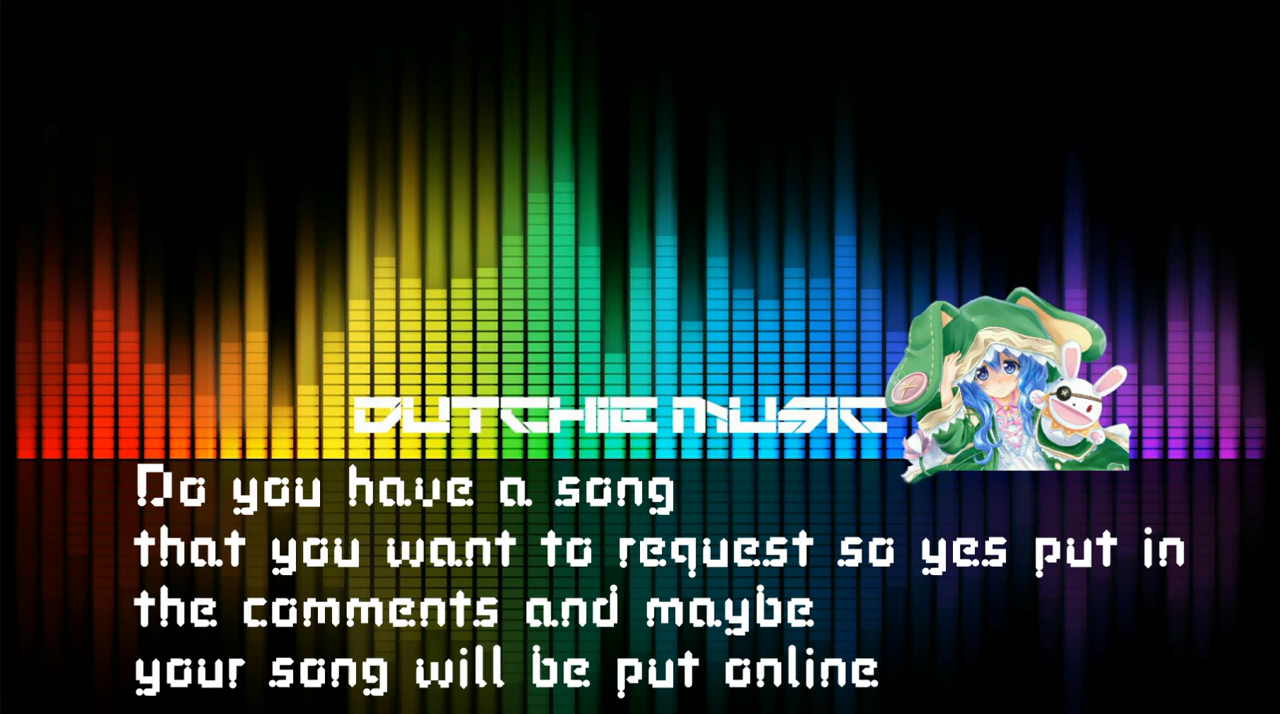 DUTCHIE MUSIC
Do you have a song
that you want to request so yes put in
the comments and maybe
your song will be put online